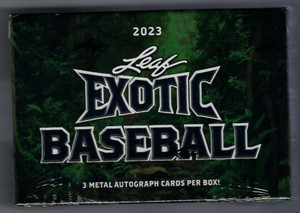 2023
Leaf
EXOTIC
BASEBALL
3 METAL AUTOGRAPH CARDS PER BOX!